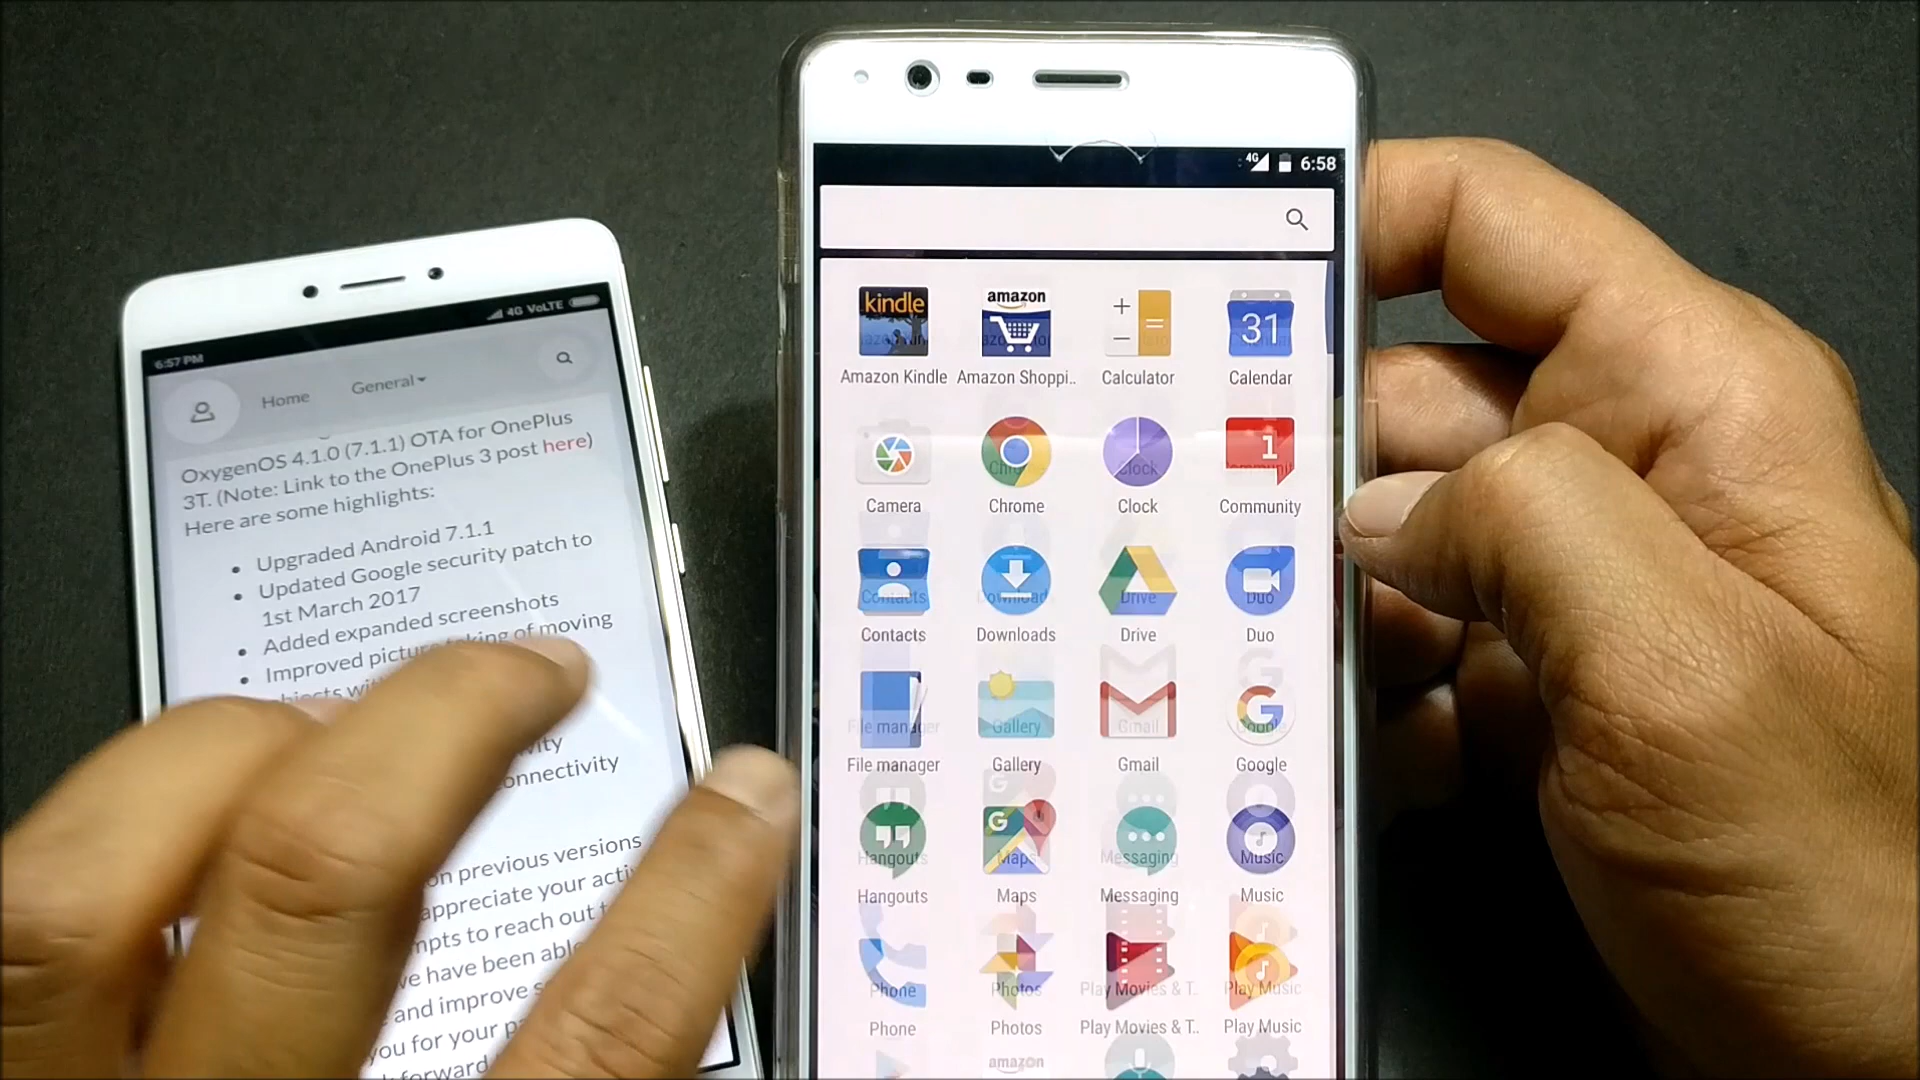 6:57 PM
4G VoLTE
Home
General
OxygenOS 4.1.0 (7.1.1) OTA for OnePlus
3T. (Note: Link to the OnePlus 3 post here)
Here are some highlights:
Upgraded Android 7.1.1
Updated Google security patch to
1st March 2017
Added expanded screenshots
Improved picture taking of moving
on previous versions
appreciate your
to reach out
we have been
and improve
you for your
forward
4G 6:58
kindle
amazon
31
Amazon Kindle
Amazon Shoppi..
Calculator
Calendar
1
Camera
Chrome
Clock
Community
Contacts
Downloads
Drive
Duo
File manager
Gallery
Gmail
Google
Hangouts
Maps
Messaging
Music
Phone
Photos
Play Movies & T..
Play Music
amazon